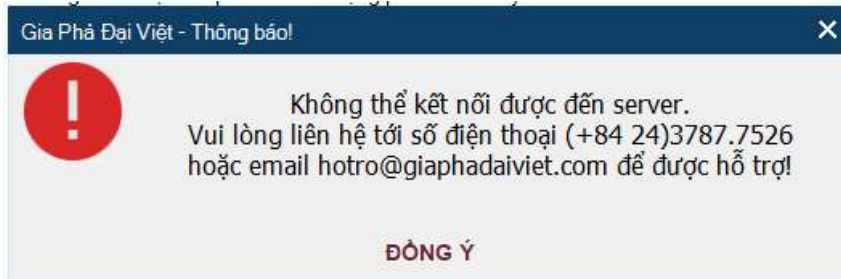 Gia Phả Đại Việt - Thông báo!
Không thể kết nối được đến server.
Vui lòng liên hệ tới số điện thoại (+84 24)3787.7526
hoặc email hotro@giaphadaiviet.com để được hỗ trợ!
ĐỒNG Ý